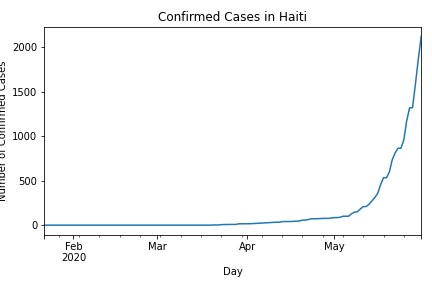 Confirmed Cases in Haiti
Number of Confirmed Cases
2000
1500
1000
500
0
Feb
2020
Mar
Apr
May
Day